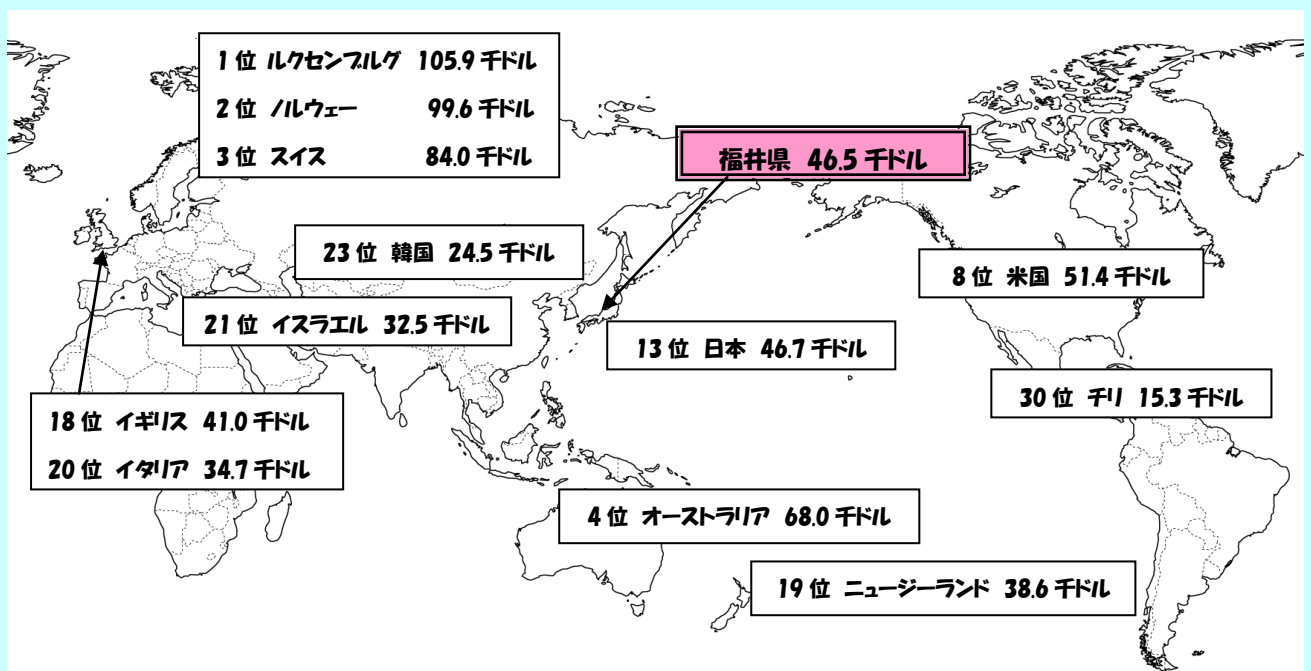 1位 ルクセンブルグ 105.9千ドル
2位 ノルウェー 99.6千ドル
3位 スイス 84.0千ドル
福井県 46.5千ドル
23位 韓国 24.5千ドル
8位 米国 51.4千ドル
21位 イスラエル 32.5千ドル
13位 日本 46.7千ドル
30位 チリ 15.3千ドル
18位 イギリス 41.0千ドル
20位 イタリア 34.7千ドル
4位 オーストラリア 68.0千ドル
19位 ニュージーランド 38.6千ドル